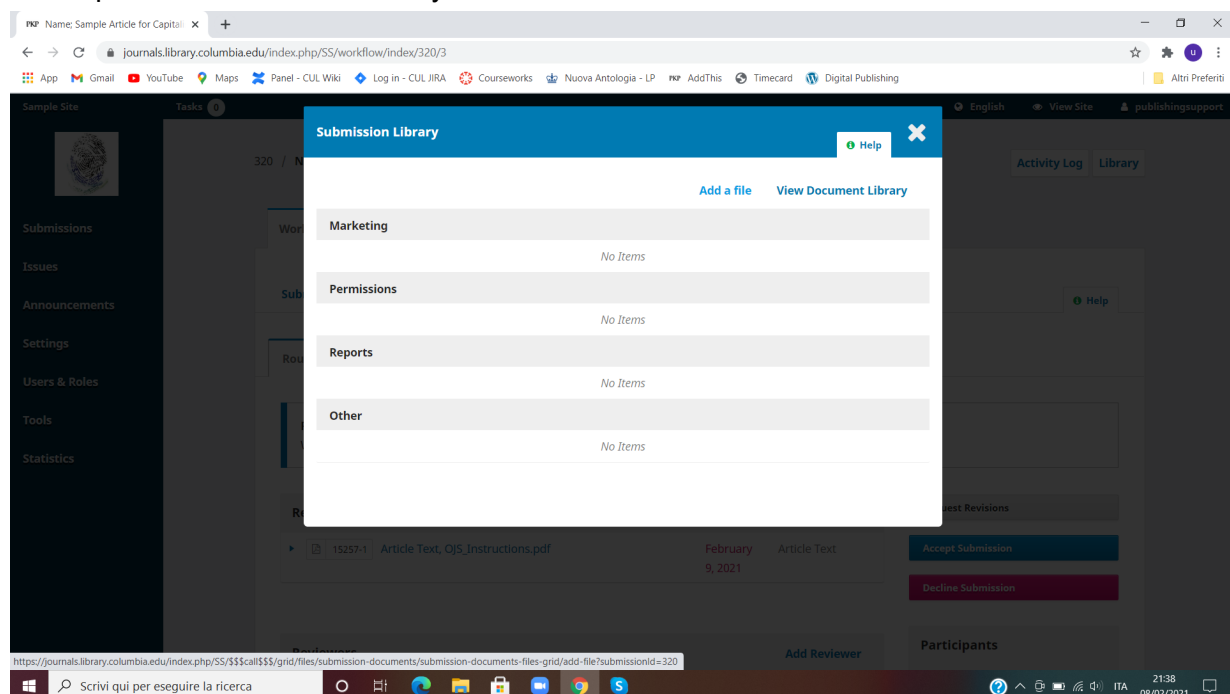 Name; Sample Article for Capital
journals.library.columbia.edu/index.php/SS/workflow/index/320/3
App Gmail YouTube Maps Panel - CUL Wiki Log in - CUL JIRA Courseworks Nuova Antologia - LP AddThis Timecard Digital Publishing Altri Preferiti
Sample Site Tasks 0 English View Site publishingsupport
Submission Library
Help
320 / N
Activity Log Library
Add a file View Document Library
Submissions
Marketing
No Items
Issues
Permissions
Announcements
Help
No Items
Settings
Reports
Users & Roles
No Items
Other
Tools
No Items
Statistics
Accept Submission
15257-1 Article Text, OJS_Instructions.pdf February 9, 2021 Article Text
Decline Submission
Reviewers Add Reviewer Participants
https://journals.library.columbia.edu/index.php/SS/$$$call$$$/grid/files/submission-documents/submission-documents-files-grid/add-file?submissionId=320
Scrivi qui per eseguire la ricerca
ITA
21:38
08/02/2021